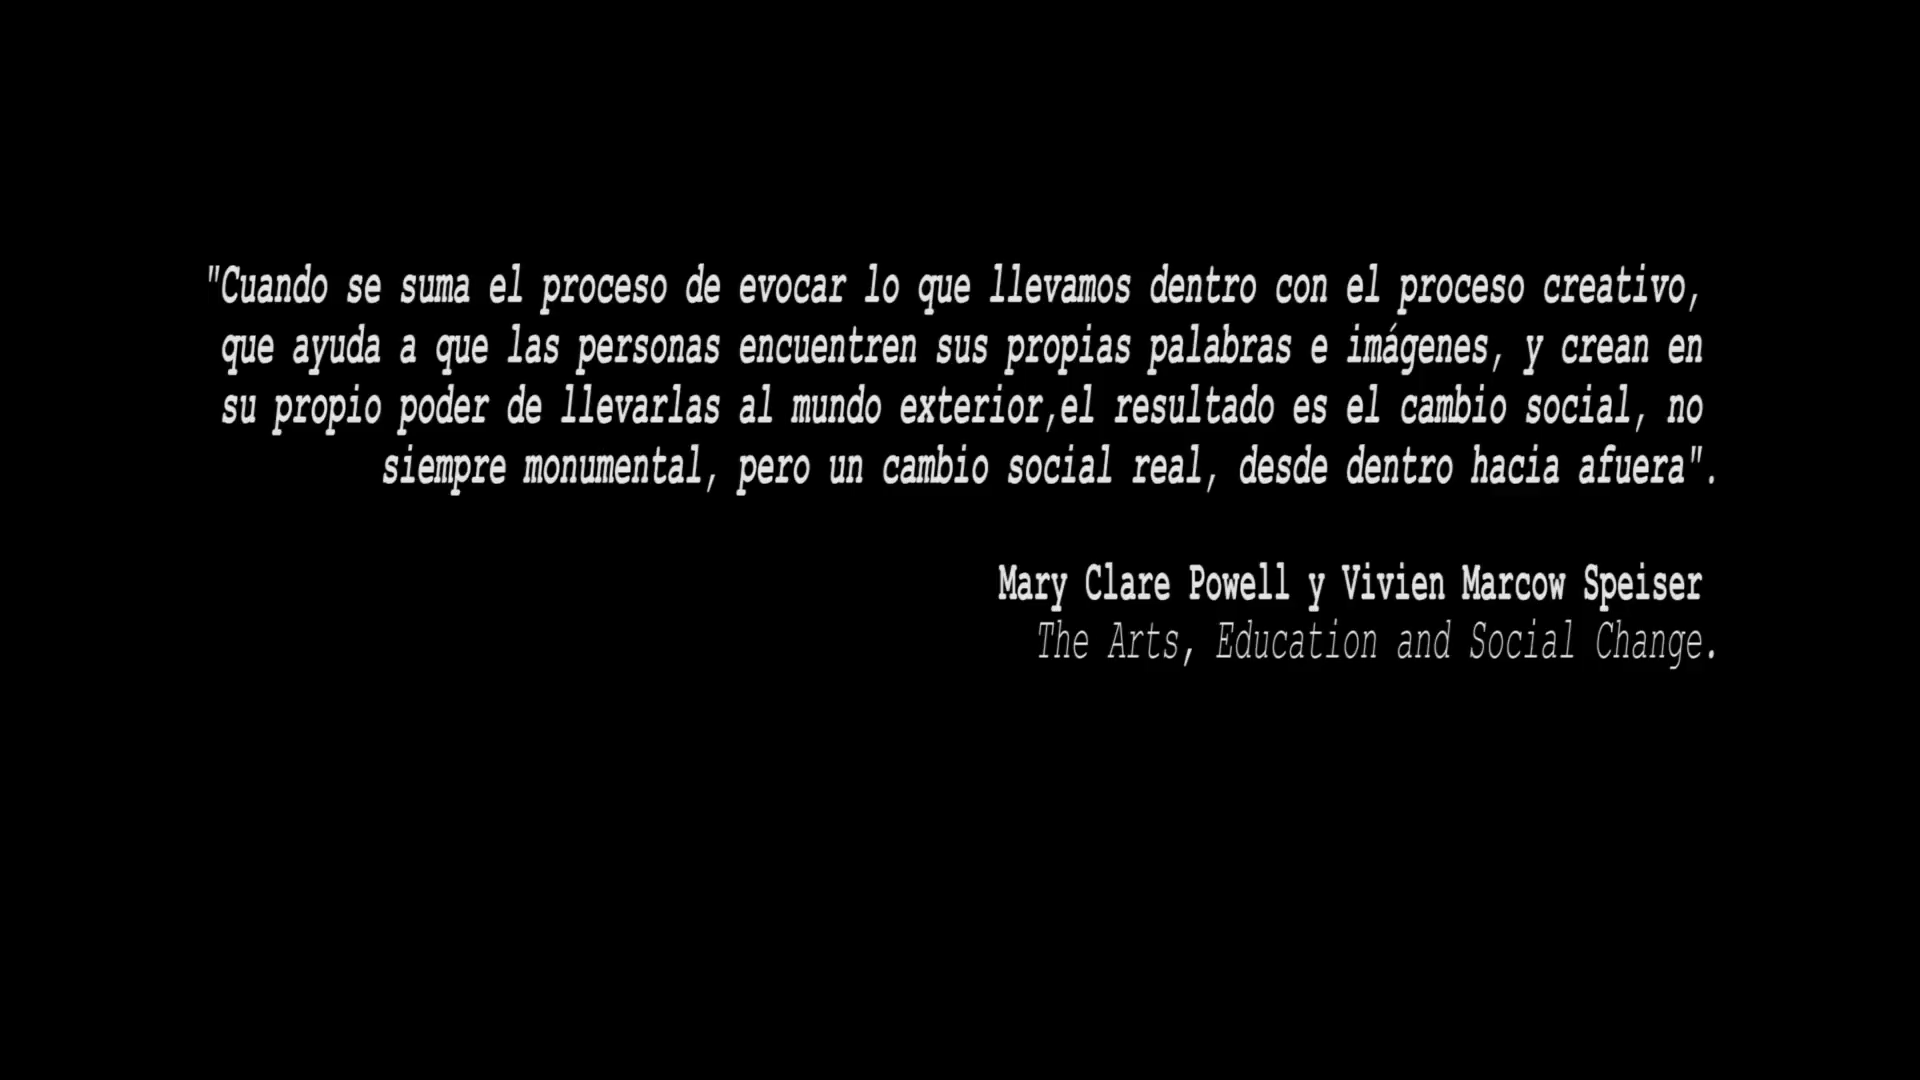 "Cuando se suma el proceso de evocar lo que llevamos dentro con el proceso creativo,
que ayuda a que las personas encuentren sus propias palabras e imágenes, y crean en
su propio poder de llevarlas al mundo exterior,el resultado es el cambio social, no
siempre monumental, pero un cambio social real, desde dentro hacia afuera".
Mary Clare Powell y Vivien Marcow Speiser
The Arts, Education and Social Change.